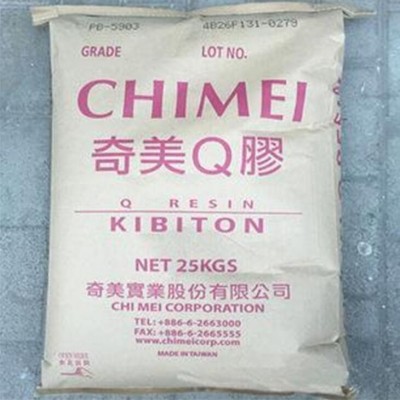 PB-5903 4B26F131-0279
GRADE LOT NO.
CHIMEI
奇美Q膠
Q RESIN
KIBITON
NET 25KGS
奇美實業股份有限公司
CHI MEI CORPORATION
TEL: +886-6-2663000
FAX: +886-6-2665555
www.chimeicorp.com
MADE IN TAIWAN